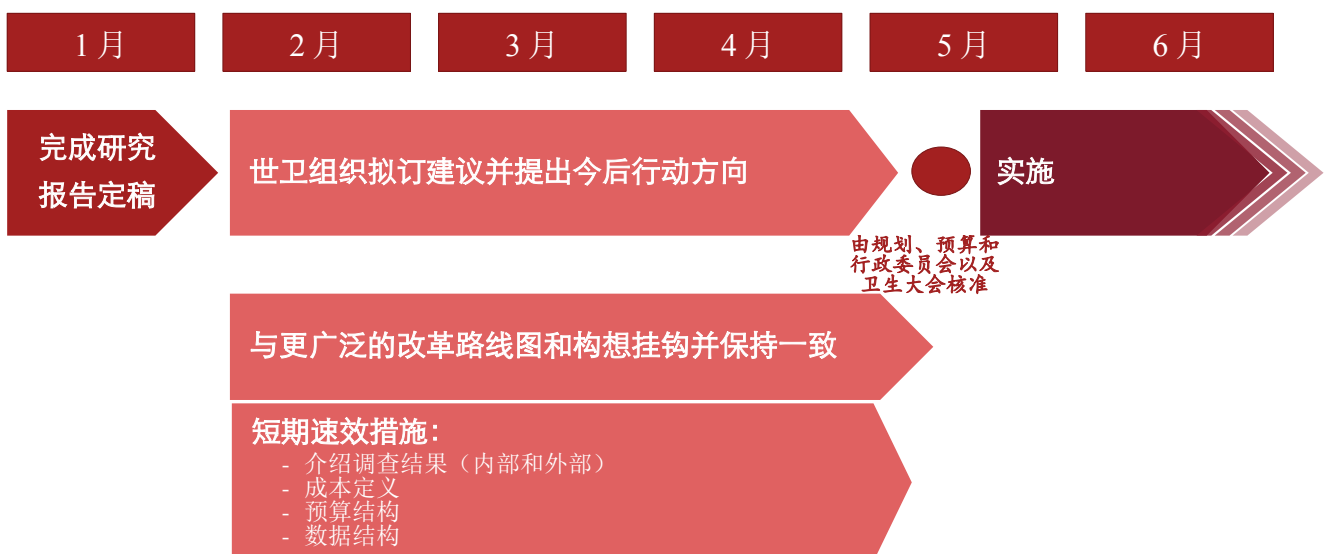 1月
2月
3月
4月
5月
6月
完成研究
报告定稿
世卫组织拟订建议并提出今后行动方向
实施
由规划、预算和
行政委员会以及
卫生大会核准
与更广泛的改革路线图和构想挂钩并保持一致
短期速效措施：
- 介绍调查结果（内部和外部）
- 成本定义
- 预算结构
- 数据结构